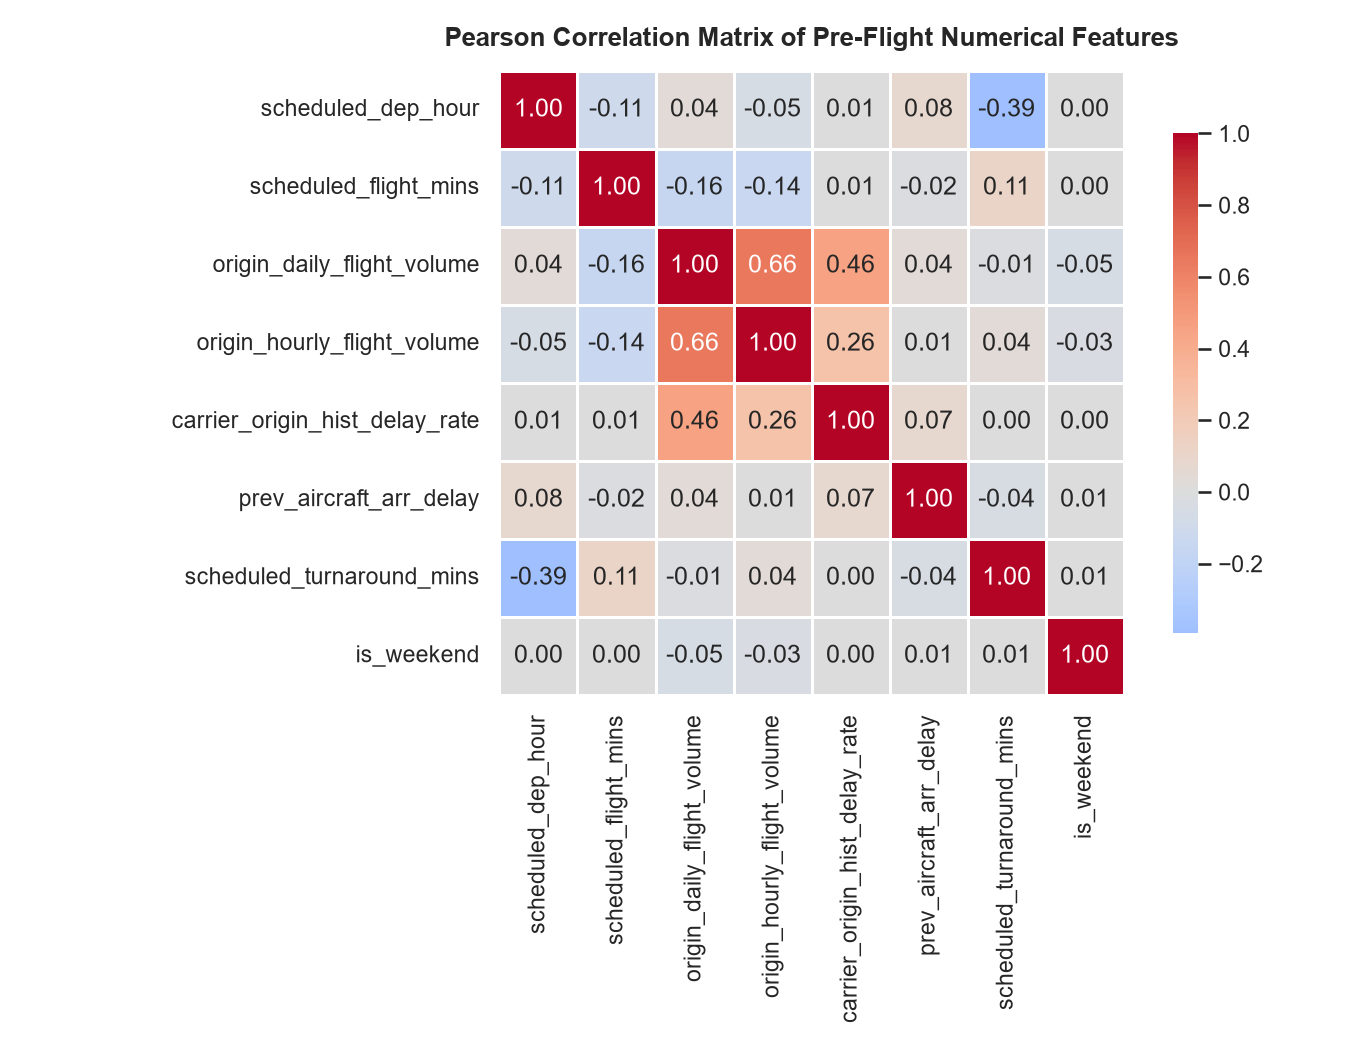 Pearson Correlation Matrix of Pre-Flight Numerical Features
scheduled_dep_hour 1.00 -0.11 0.04 -0.05 0.01 0.08 -0.39 0.00
scheduled_flight_mins -0.11 1.00 -0.16 -0.14 0.01 -0.02 0.11 0.00
origin_daily_flight_volume 0.04 -0.16 1.00 0.66 0.46 0.04 -0.01 -0.05
origin_hourly_flight_volume -0.05 -0.14 0.66 1.00 0.26 0.01 0.04 -0.03
carrier_origin_hist_delay_rate 0.01 0.01 0.46 0.26 1.00 0.07 0.00 0.00
prev_aircraft_arr_delay 0.08 -0.02 0.04 0.01 0.07 1.00 -0.04 0.01
scheduled_turnaround_mins -0.39 0.11 -0.01 0.04 0.00 -0.04 1.00 0.01
is_weekend 0.00 0.00 -0.05 -0.03 0.00 0.01 0.01 1.00
scheduled_dep_hour
scheduled_flight_mins
origin_daily_flight_volume
origin_hourly_flight_volume
carrier_origin_hist_delay_rate
prev_aircraft_arr_delay
scheduled_turnaround_mins
is_weekend
1.0
0.8
0.6
0.4
0.2
0.0
−0.2